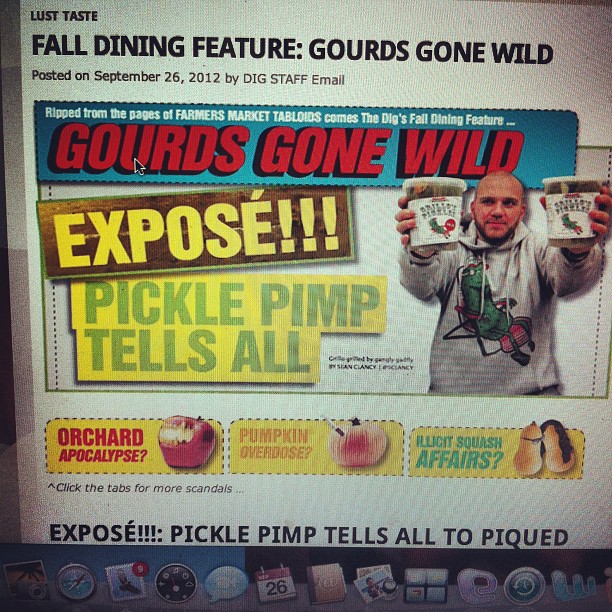 LUST TASTE
FALL DINING FEATURE: GOURDS GONE WILD
Posted on September 26, 2012 by DIG STAFF Email
Ripped from the pages of FARMERS MARKET TABLOIDS comes The Dig's Fall Dining Feature ...
GOURDS GONE WILD
EXPOSÉ!!!
PICKLE PIMP
TELLS ALL
Grillo-grilled by gangly gadfly
BY SEAN CLANCY | @SCLANCY
ORCHARD
APOCALYPSE?
PUMPKIN
OVERDOSE?
ILLICIT SQUASH
AFFAIRS?
^Click the tabs for more scandals ...
EXPOSÉ!!!: PICKLE PIMP TELLS ALL TO PIQUED
9
26